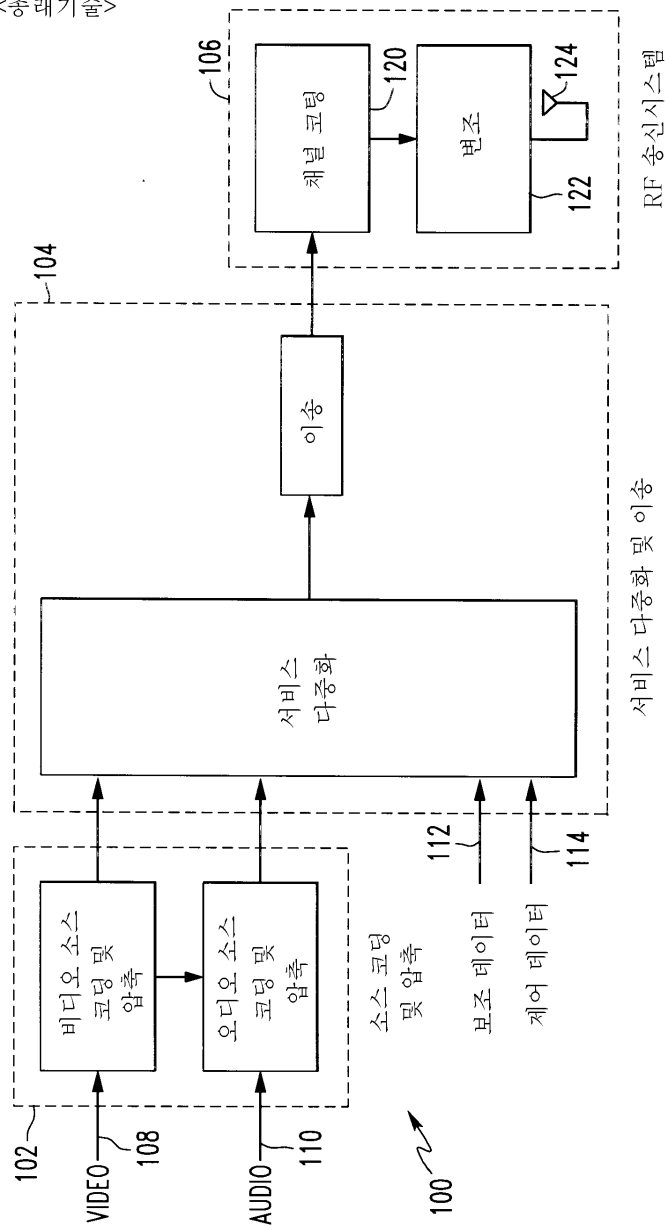 <종래기술>
106
채널 코팅
120
변조
124
122
RF 송신시스템
104
이송
서비스
다중화
서비스 다중화 및 이송
102
비디오 소스
코딩 및
압축
오디오 소스
코딩 및
압축
소스 코딩
및 압축
VIDEO
108
AUDIO
110
112
114
보조 데이터
제어 데이터
100